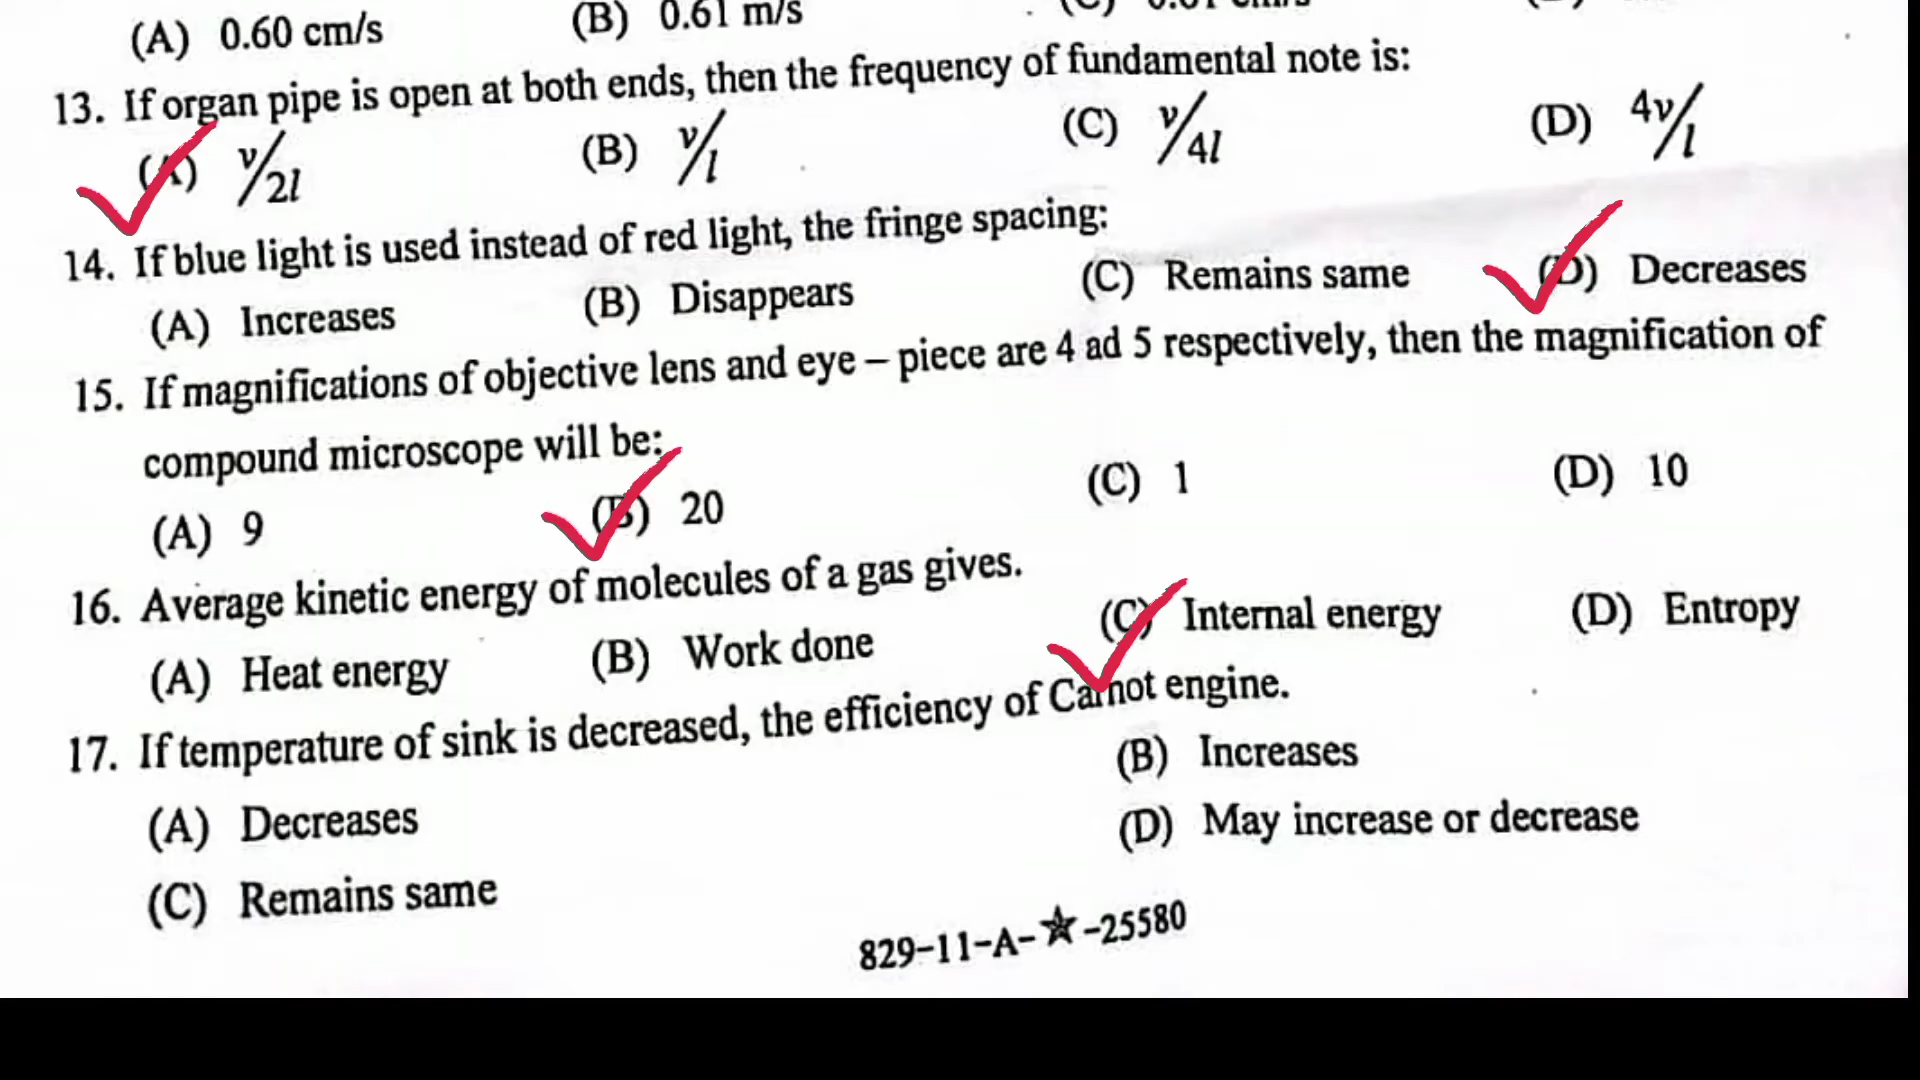 (A) 0.60 cm/s (B) 0.61 m/s
13. If organ pipe is open at both ends, then the frequency of fundamental note is:
(A) v/2l (B) v/l (C) v/4l (D) 4v/l
14. If blue light is used instead of red light, the fringe spacing:
(A) Increases (B) Disappears (C) Remains same (D) Decreases
15. If magnifications of objective lens and eye – piece are 4 ad 5 respectively, then the magnification of
compound microscope will be:
(A) 9 (B) 20 (C) 1 (D) 10
16. Average kinetic energy of molecules of a gas gives.
(A) Heat energy (B) Work done (C) Internal energy (D) Entropy
17. If temperature of sink is decreased, the efficiency of Carnot engine.
(A) Decreases (B) Increases
(C) Remains same (D) May increase or decrease
829-11-A-☆-25580